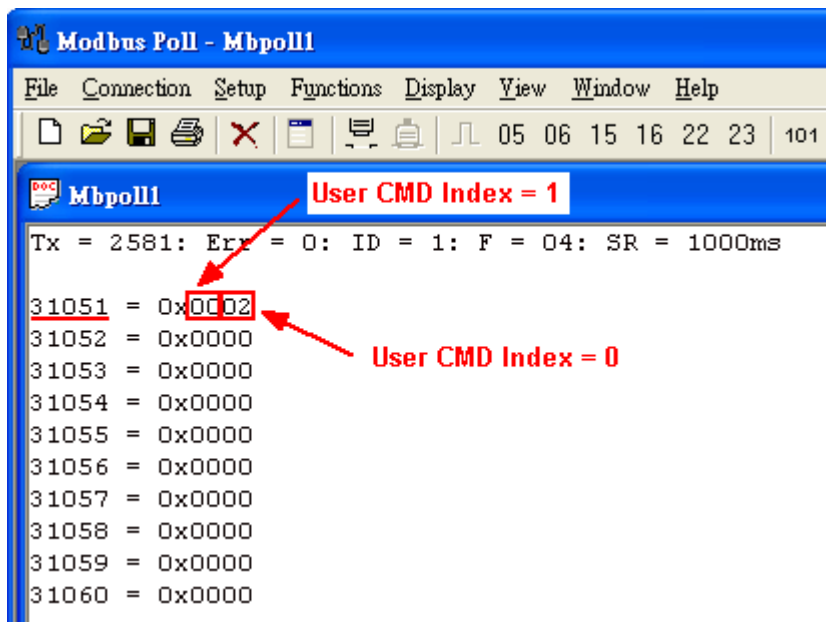 Modbus Poll - Mbpoll1
File Connection Setup Functions Display View Window Help
05 06 15 16 22 23 101
DOC Mbpoll1
User CMD Index = 1
Tx = 2581: Err = 0: ID = 1: F = 04: SR = 1000ms
31051 = 0x0002
31052 = 0x0000
User CMD Index = 0
31053 = 0x0000
31054 = 0x0000
31055 = 0x0000
31056 = 0x0000
31057 = 0x0000
31058 = 0x0000
31059 = 0x0000
31060 = 0x0000